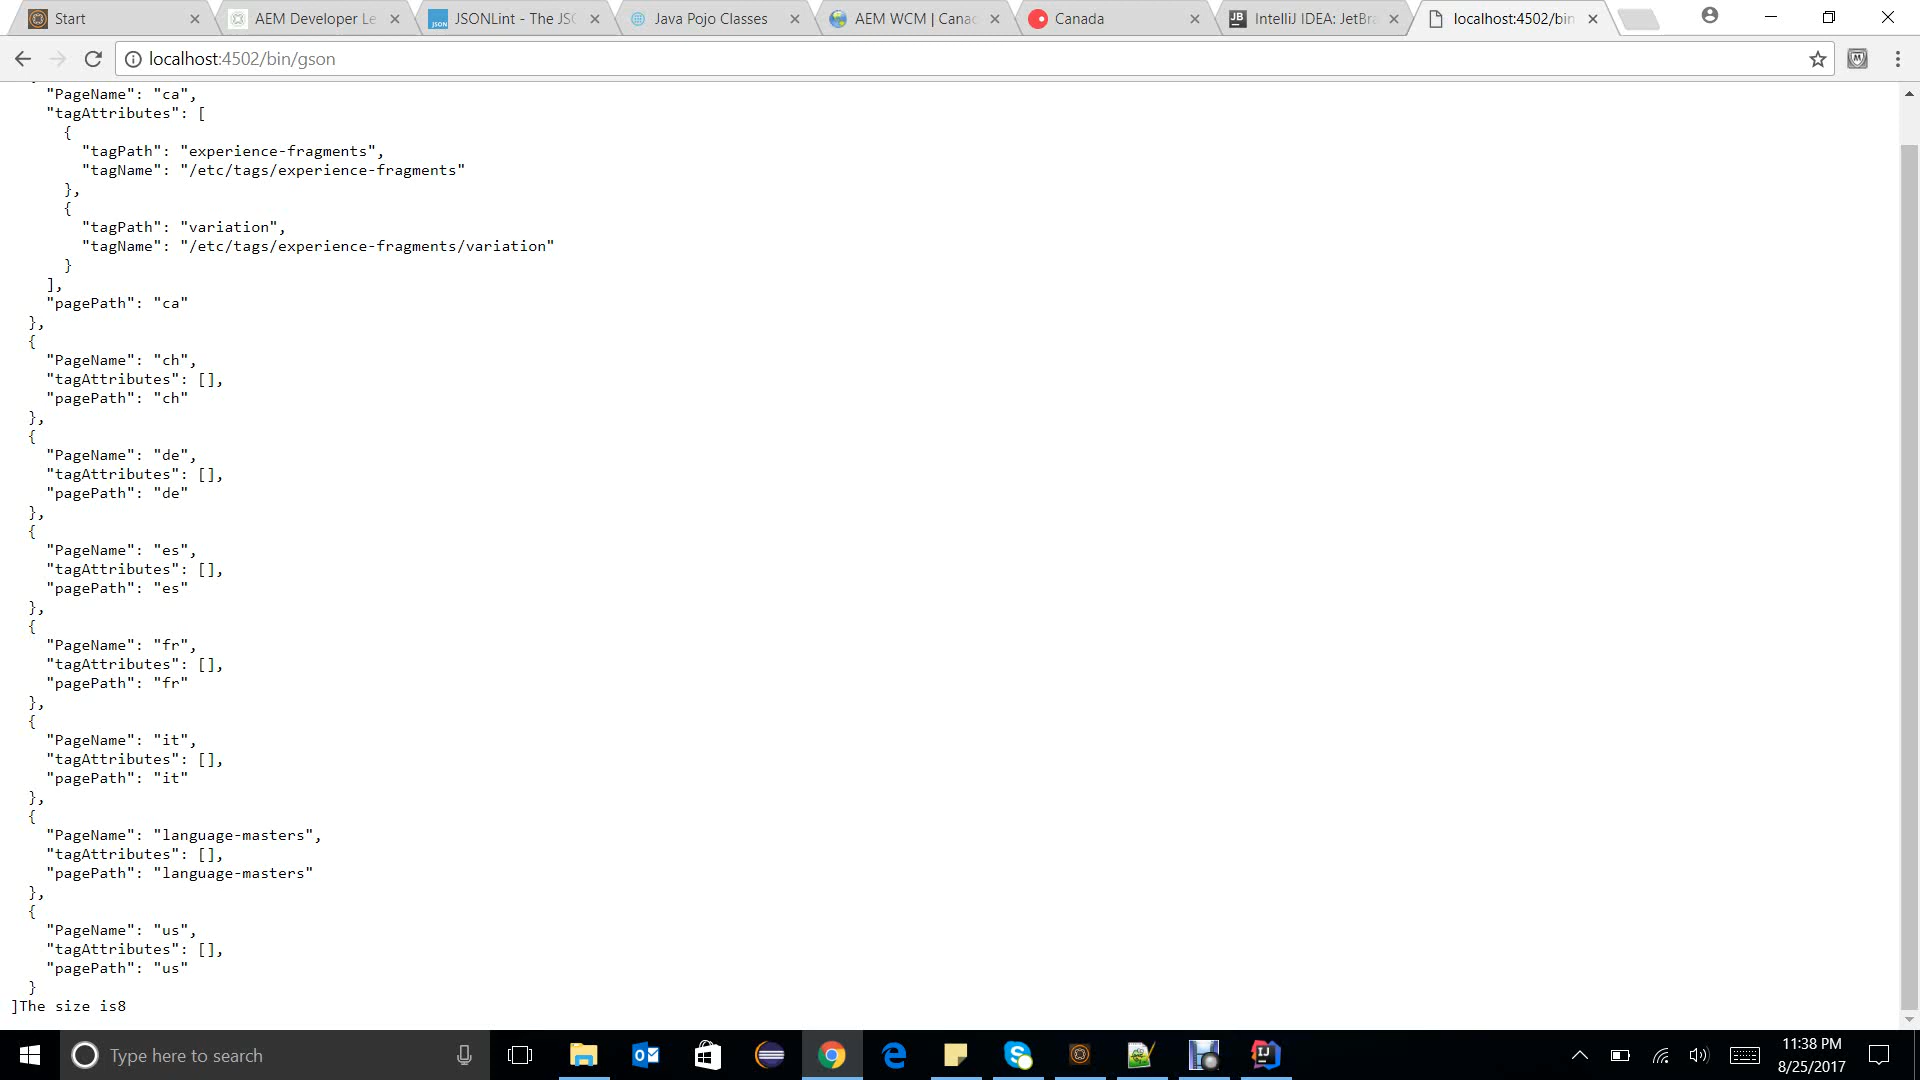 Start
AEM Developer Le
JSONLint - The JSO
Java Pojo Classes
AEM WCM | Canad
Canada
IntelliJ IDEA: JetBra
localhost:4502/bin
localhost:4502/bin/gson
"PageName": "ca",
"tagAttributes": [
{
"tagPath": "experience-fragments",
"tagName": "/etc/tags/experience-fragments"
},
{
"tagPath": "variation",
"tagName": "/etc/tags/experience-fragments/variation"
}
],
"pagePath": "ca"
},
{
"PageName": "ch",
"tagAttributes": [],
"pagePath": "ch"
},
{
"PageName": "de",
"tagAttributes": [],
"pagePath": "de"
},
{
"PageName": "es",
"tagAttributes": [],
"pagePath": "es"
},
{
"PageName": "fr",
"tagAttributes": [],
"pagePath": "fr"
},
{
"PageName": "it",
"tagAttributes": [],
"pagePath": "it"
},
{
"PageName": "language-masters",
"tagAttributes": [],
"pagePath": "language-masters"
},
{
"PageName": "us",
"tagAttributes": [],
"pagePath": "us"
}
]The size is8
Type here to search
11:38 PM
8/25/2017